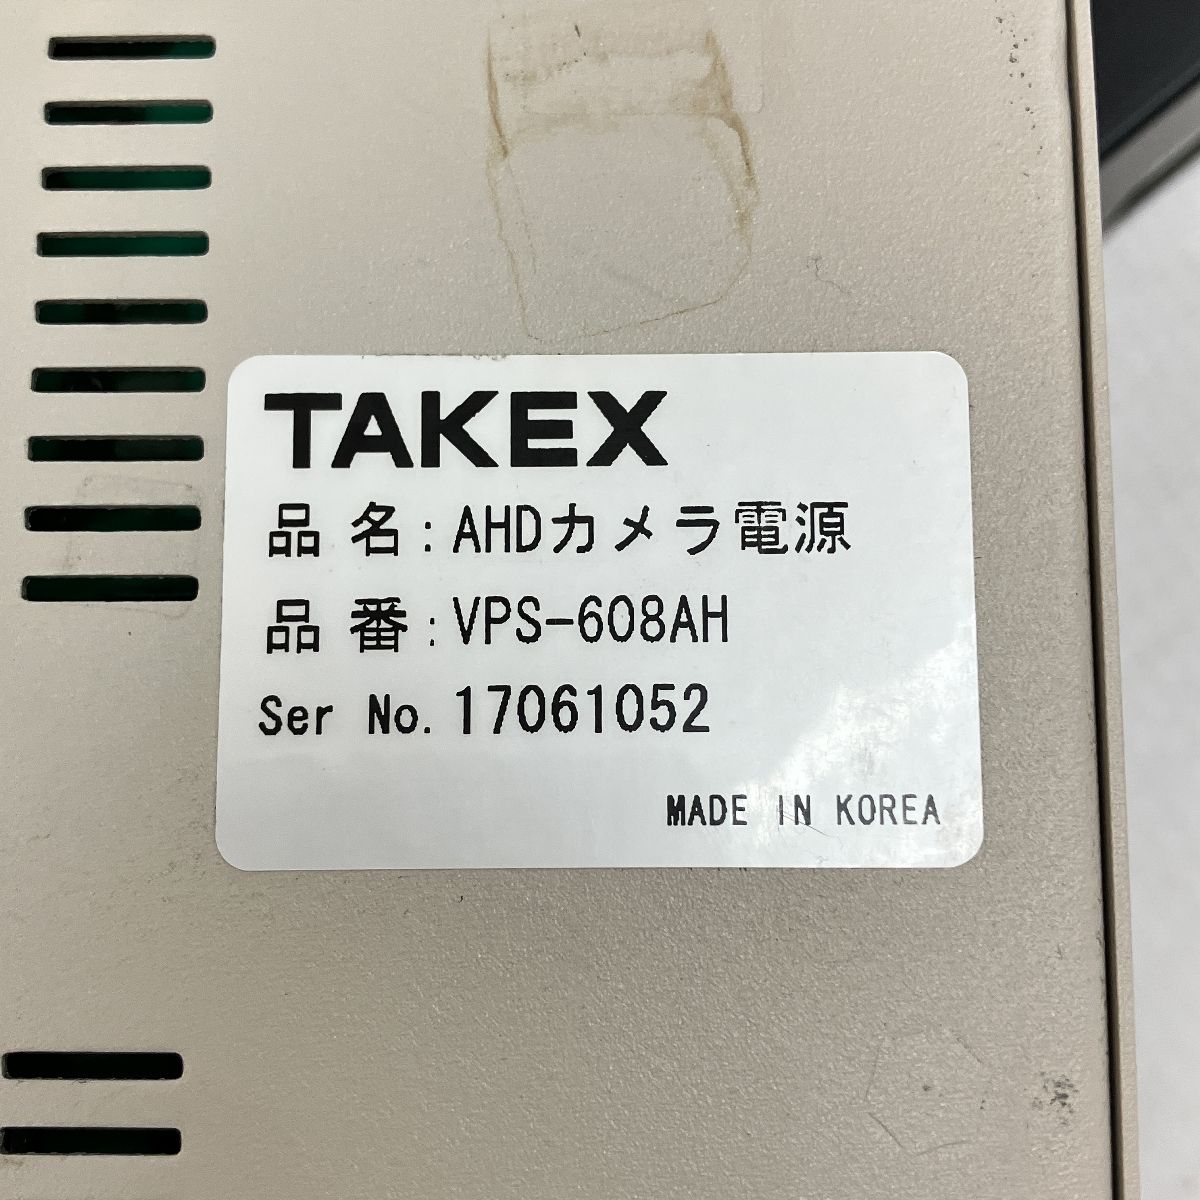 TAKEX
品 名 : AHDカメラ電源
品 番 : VPS-608AH
Ser No. 17061052
MADE IN KOREA